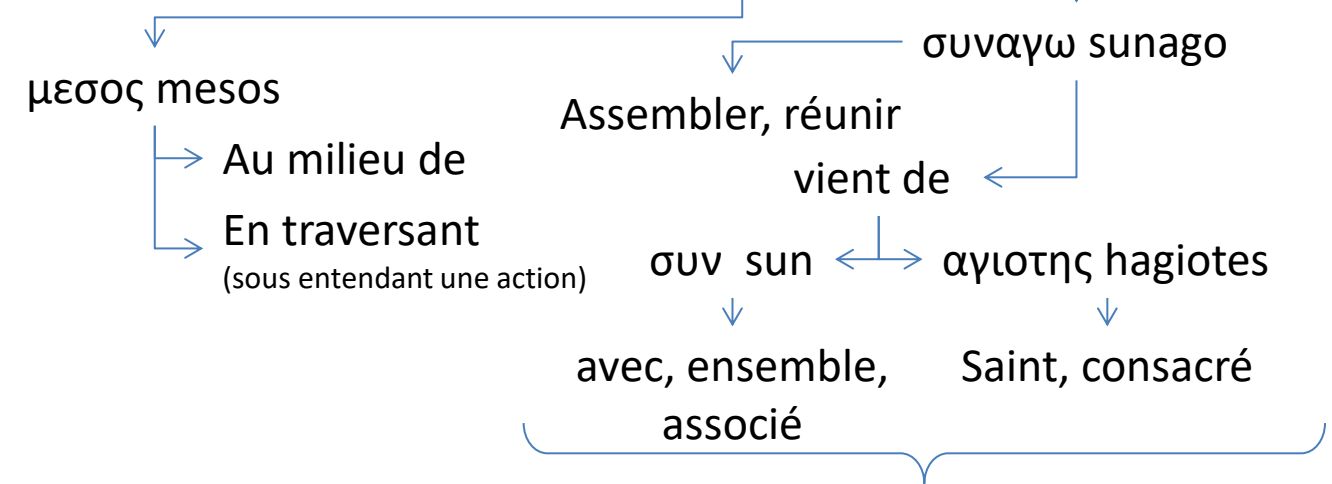 συναγω sunago
μεσος mesos
Assembler, réunir
Au milieu de
vient de
En traversant
(sous entendant une action)
συν sun
αγιοτης hagiotes
avec, ensemble,
associé
Saint, consacré